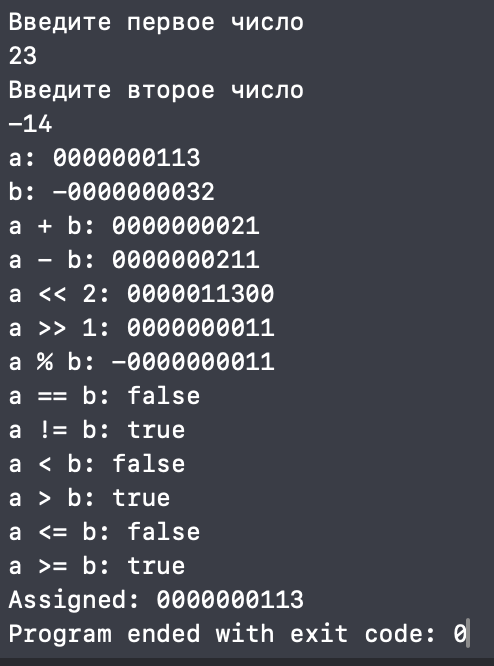 Введите первое число
23
Введите второе число
-14
a: 0000000113
b: -0000000032
a + b: 0000000021
a - b: 0000000211
a << 2: 0000011300
a >> 1: 0000000011
a % b: -0000000011
a == b: false
a != b: true
a < b: false
a > b: true
a <= b: false
a >= b: true
Assigned: 0000000113
Program ended with exit code: 0